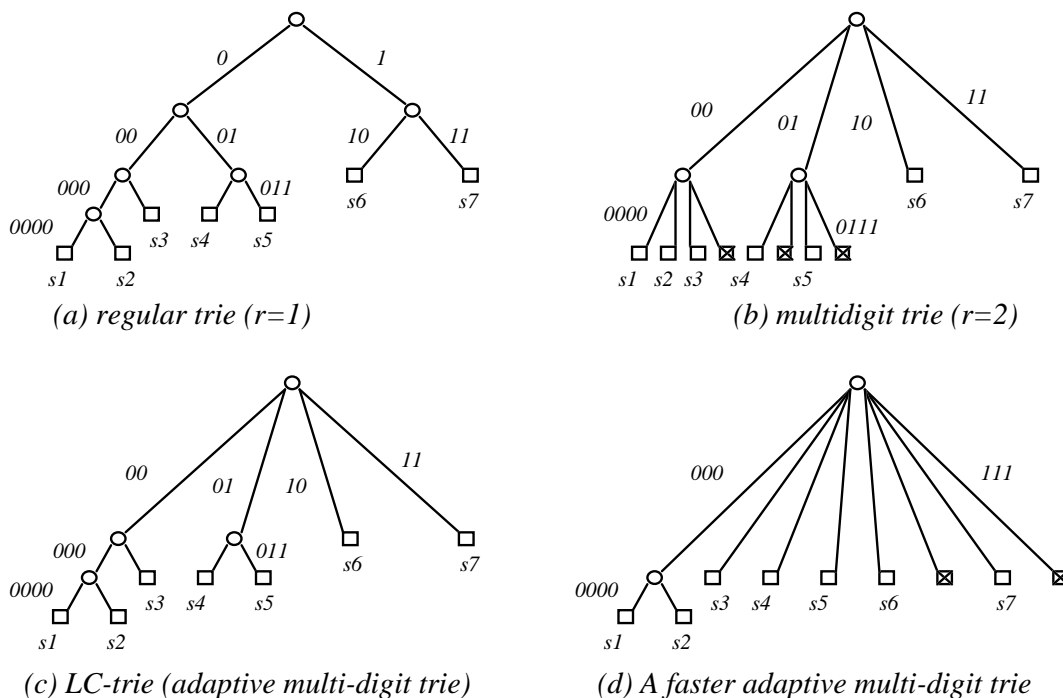 0 1
00 01 10 11
000 011
0000
s1 s2 s3 s4 s5 s6 s7
(a) regular trie (r=1)
00 01 10 11
0000 0111
s1 s2 s3 s4 s5 s6 s7
(b) multidigit trie (r=2)
00 01 10 11
000 011
0000
s1 s2 s3 s4 s5 s6 s7
(c) LC-trie (adaptive multi-digit trie)
000 111
0000
s1 s2 s3 s4 s5 s6 s7
(d) A faster adaptive multi-digit trie